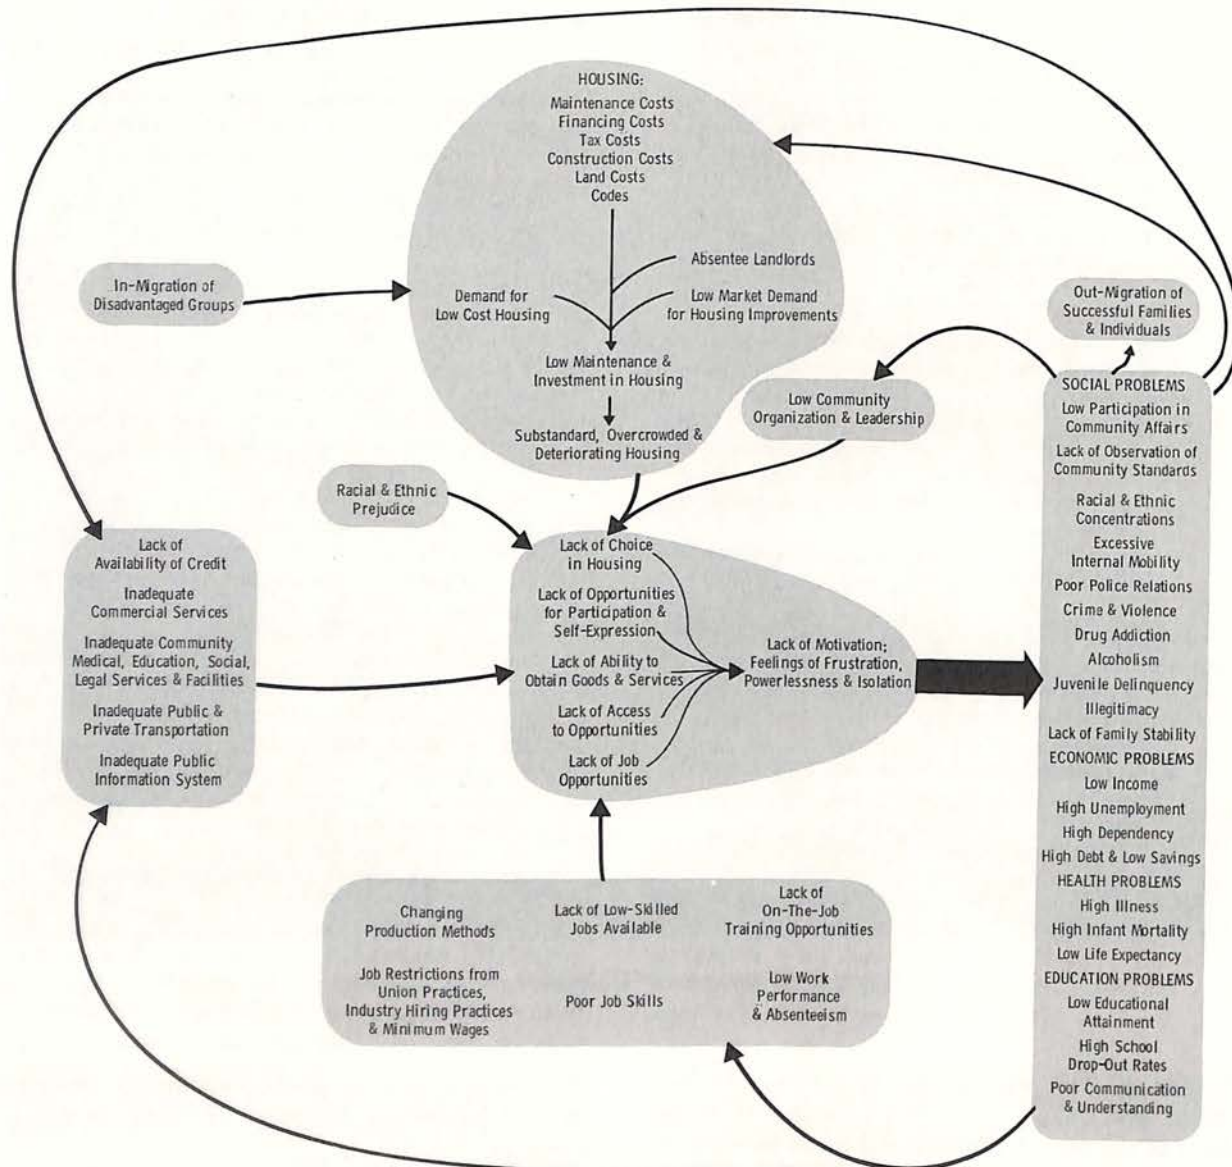 HOUSING:
Maintenance Costs
Financing Costs
Tax Costs
Construction Costs
Land Costs
Codes
Absentee Landlords
Demand for
Low Cost Housing
Low Market Demand
for Housing Improvements
Low Maintenance &
Investment in Housing
Substandard, Overcrowded &
Deteriorating Housing
In-Migration of
Disadvantaged Groups
Out-Migration of
Successful Families
& Individuals
Low Community
Organization & Leadership
Racial & Ethnic
Prejudice
Lack of
Availability of Credit
Inadequate
Commercial Services
Inadequate Community
Medical, Education, Social,
Legal Services & Facilities
Inadequate Public &
Private Transportation
Inadequate Public
Information System
Lack of Choice
in Housing
Lack of Opportunities
for Participation &
Self-Expression
Lack of Ability to
Obtain Goods & Services
Lack of Access
to Opportunities
Lack of Job
Opportunities
Lack of Motivation;
Feelings of Frustration,
Powerlessness & Isolation
Changing
Production Methods
Lack of Low-Skilled
Jobs Available
Lack of
On-The-Job
Training Opportunities
Job Restrictions from
Union Practices,
Industry Hiring Practices
& Minimum Wages
Poor Job Skills
Low Work
Performance
& Absenteeism
SOCIAL PROBLEMS
Low Participation in
Community Affairs
Lack of Observation of
Community Standards
Racial & Ethnic
Concentrations
Excessive
Internal Mobility
Poor Police Relations
Crime & Violence
Drug Addiction
Alcoholism
Juvenile Delinquency
Illegitimacy
Lack of Family Stability
ECONOMIC PROBLEMS
Low Income
High Unemployment
High Dependency
High Debt & Low Savings
HEALTH PROBLEMS
High Illness
High Infant Mortality
Low Life Expectancy
EDUCATION PROBLEMS
Low Educational
Attainment
High School
Drop-Out Rates
Poor Communication
& Understanding